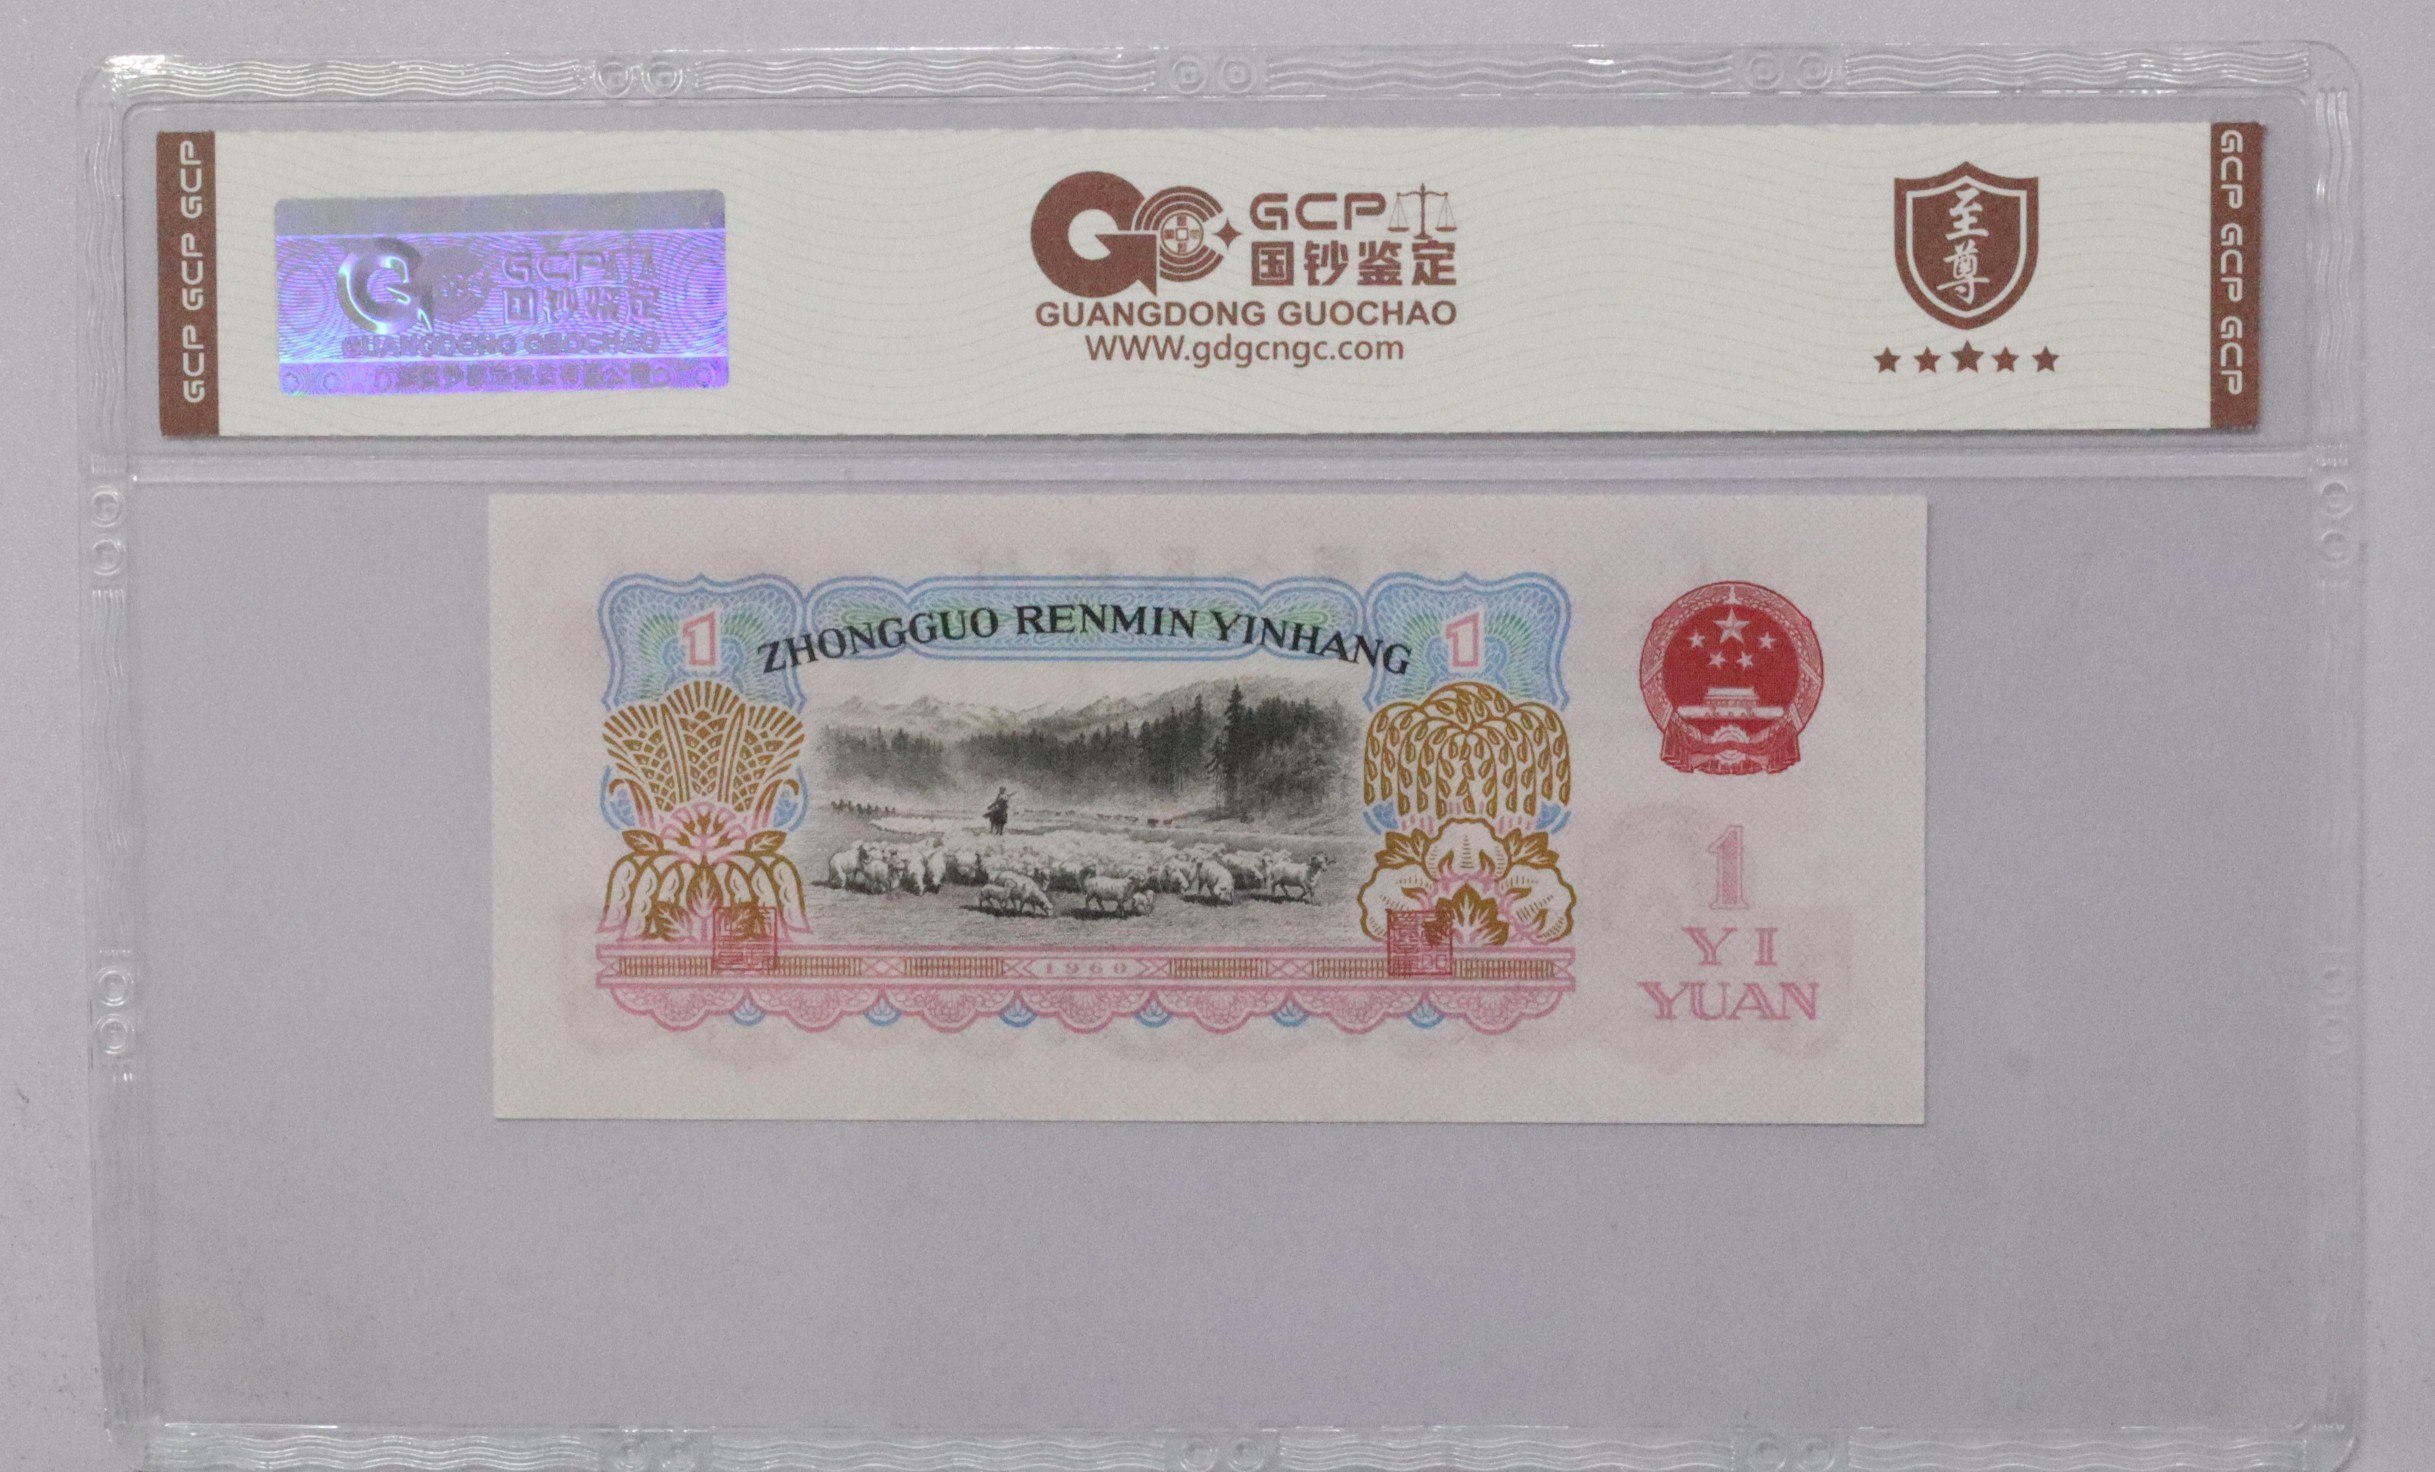 GCP GCP GCP
GCP
国钞鉴定
GUANGDONG GUOCHAO
GCP
国钞鉴定
GUANGDONG GUOCHAO
WWW.gdgcngc.com
至
尊
GCP GCP GCP
ZHONGGUO RENMIN YINHANG
1
1
1
YI
YUAN
1960